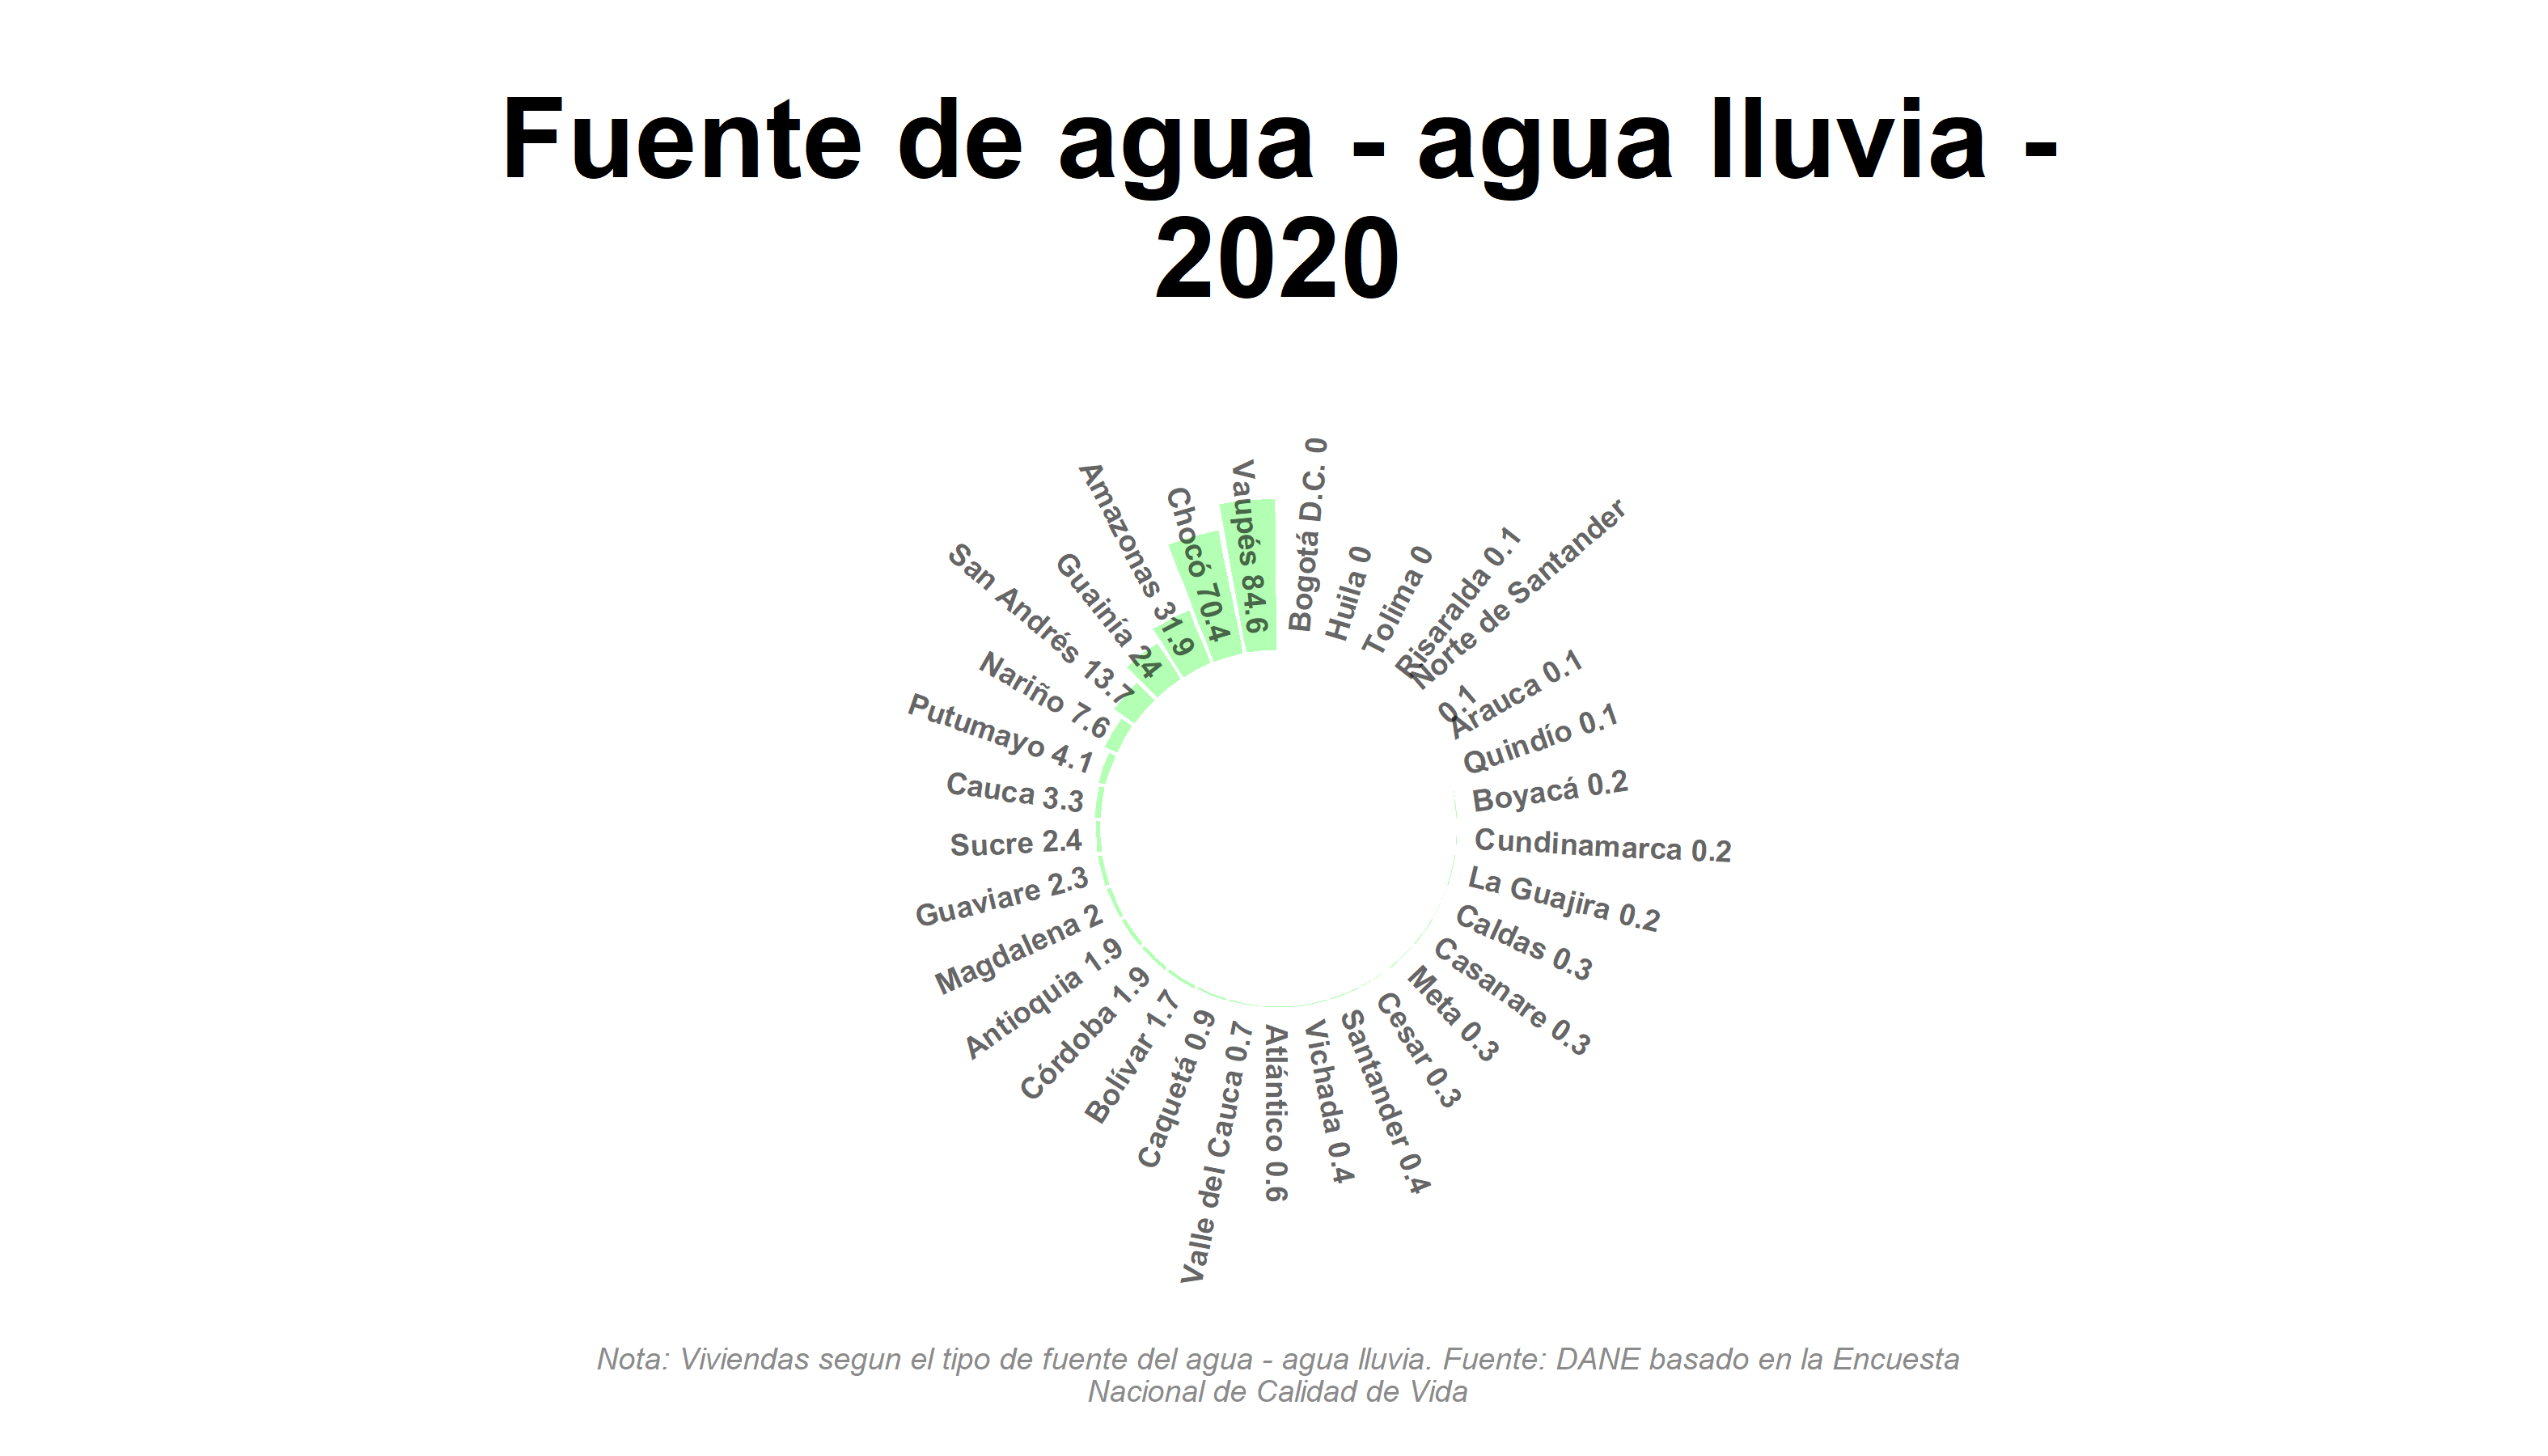 Fuente de agua - agua lluvia -
2020
Bogotá D.C. 0
Huila 0
Tolima 0
Risaralda 0.1
Norte de Santander
0.1
Arauca 0.1
Quindío 0.1
Boyacá 0.2
Cundinamarca 0.2
La Guajira 0.2
Caldas 0.3
Casanare 0.3
Meta 0.3
Cesar 0.3
Santander 0.4
Vichada 0.4
Atlántico 0.6
Valle del Cauca 0.7
Caquetá 0.9
Bolívar 1.7
Córdoba 1.9
Antioquia 1.9
Magdalena 2
Guaviare 2.3
Sucre 2.4
Cauca 3.3
Putumayo 4.1
Nariño 7.6
San Andrés 13.7
Guainía 24
Amazonas 31.9
Chocó 70.4
Vaupés 84.6
Nota: Viviendas segun el tipo de fuente del agua - agua lluvia. Fuente: DANE basado en la Encuesta
Nacional de Calidad de Vida